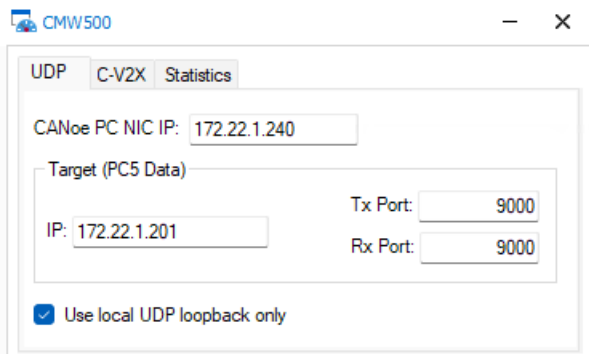 CMW500
UDP C-V2X Statistics
CANoe PC NIC IP: 172.22.1.240
Target (PC5 Data)
Tx Port: 9000
IP: 172.22.1.201
Rx Port: 9000
Use local UDP loopback only